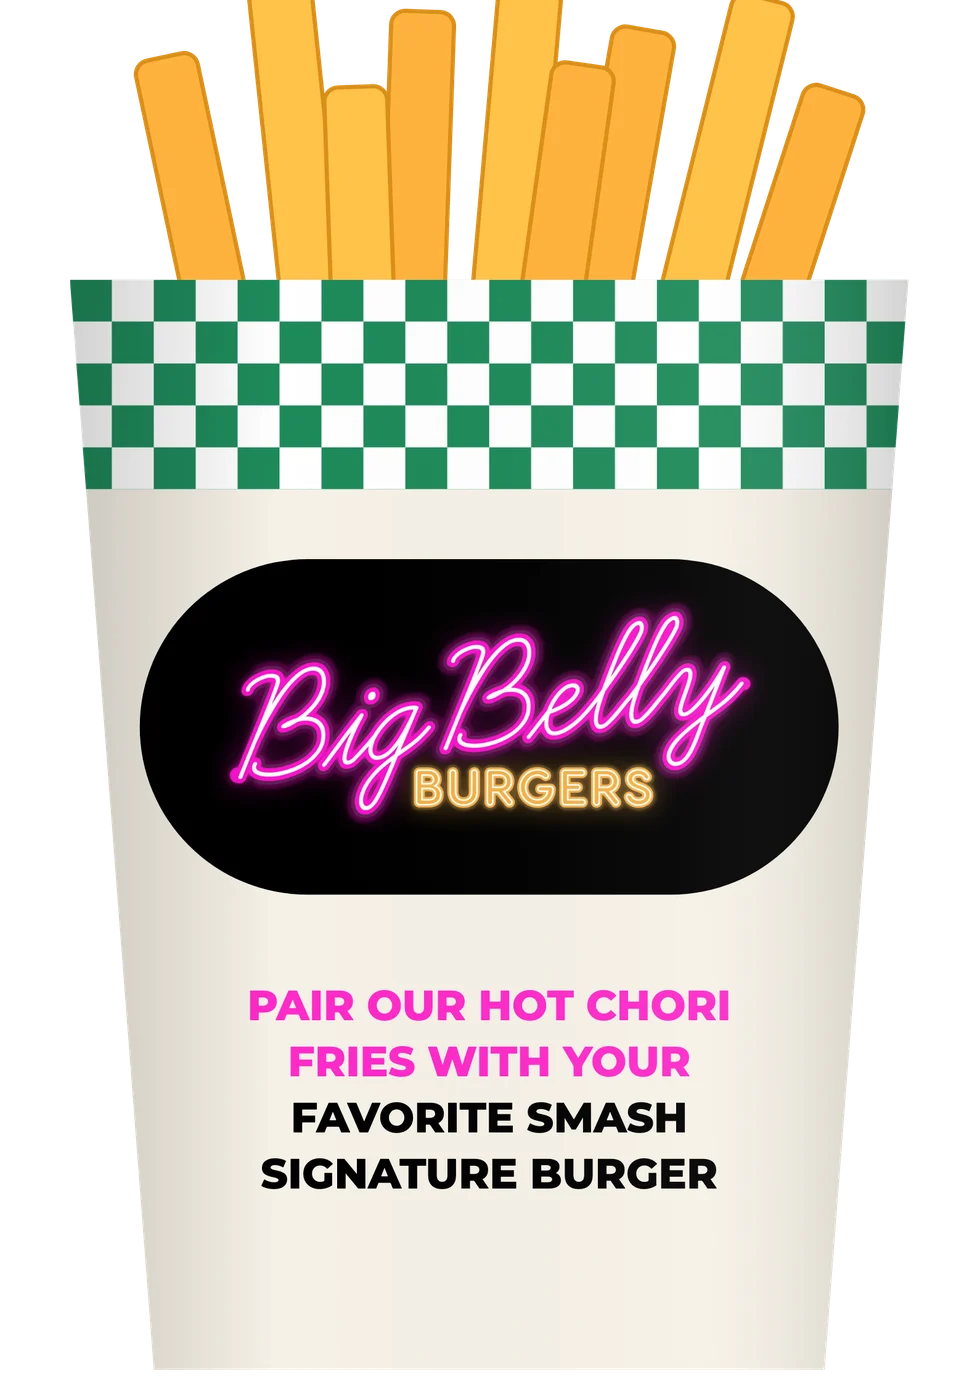 Big Belly
BURGERS
PAIR OUR HOT CHORI
FRIES WITH YOUR
FAVORITE SMASH
SIGNATURE BURGER